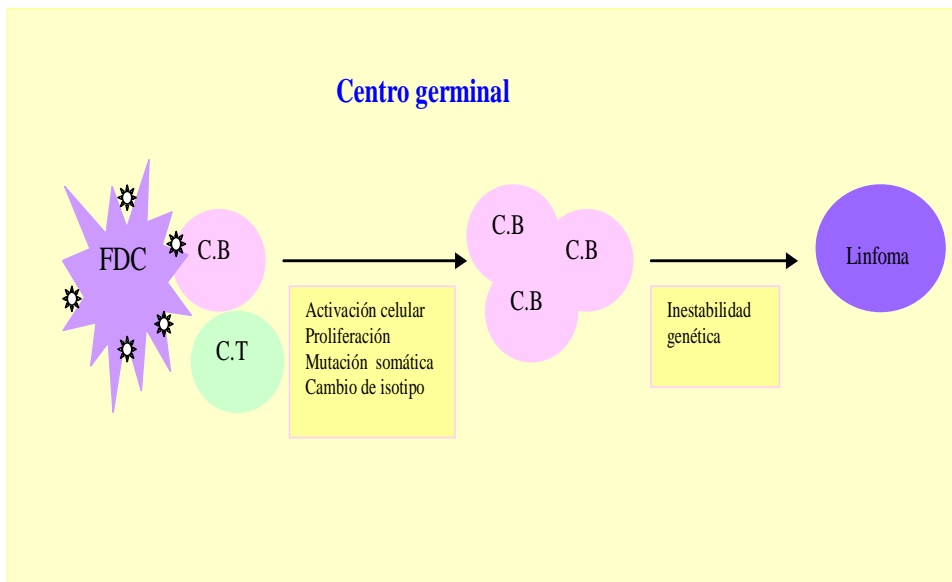 Centro germinal
FDC
C.B
C.T
Activación celular
Proliferación
Mutación somática
Cambio de isotipo
C.B
C.B
C.B
Inestabilidad
genética
Linfoma